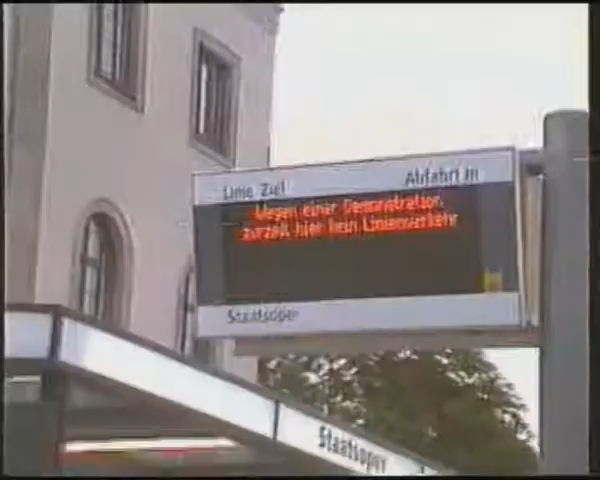 Linie Ziel Abfahrt in
Wegen einer Demonstration
zurzeit hier kein Linienverkehr
Staatsoper
Staatsoper